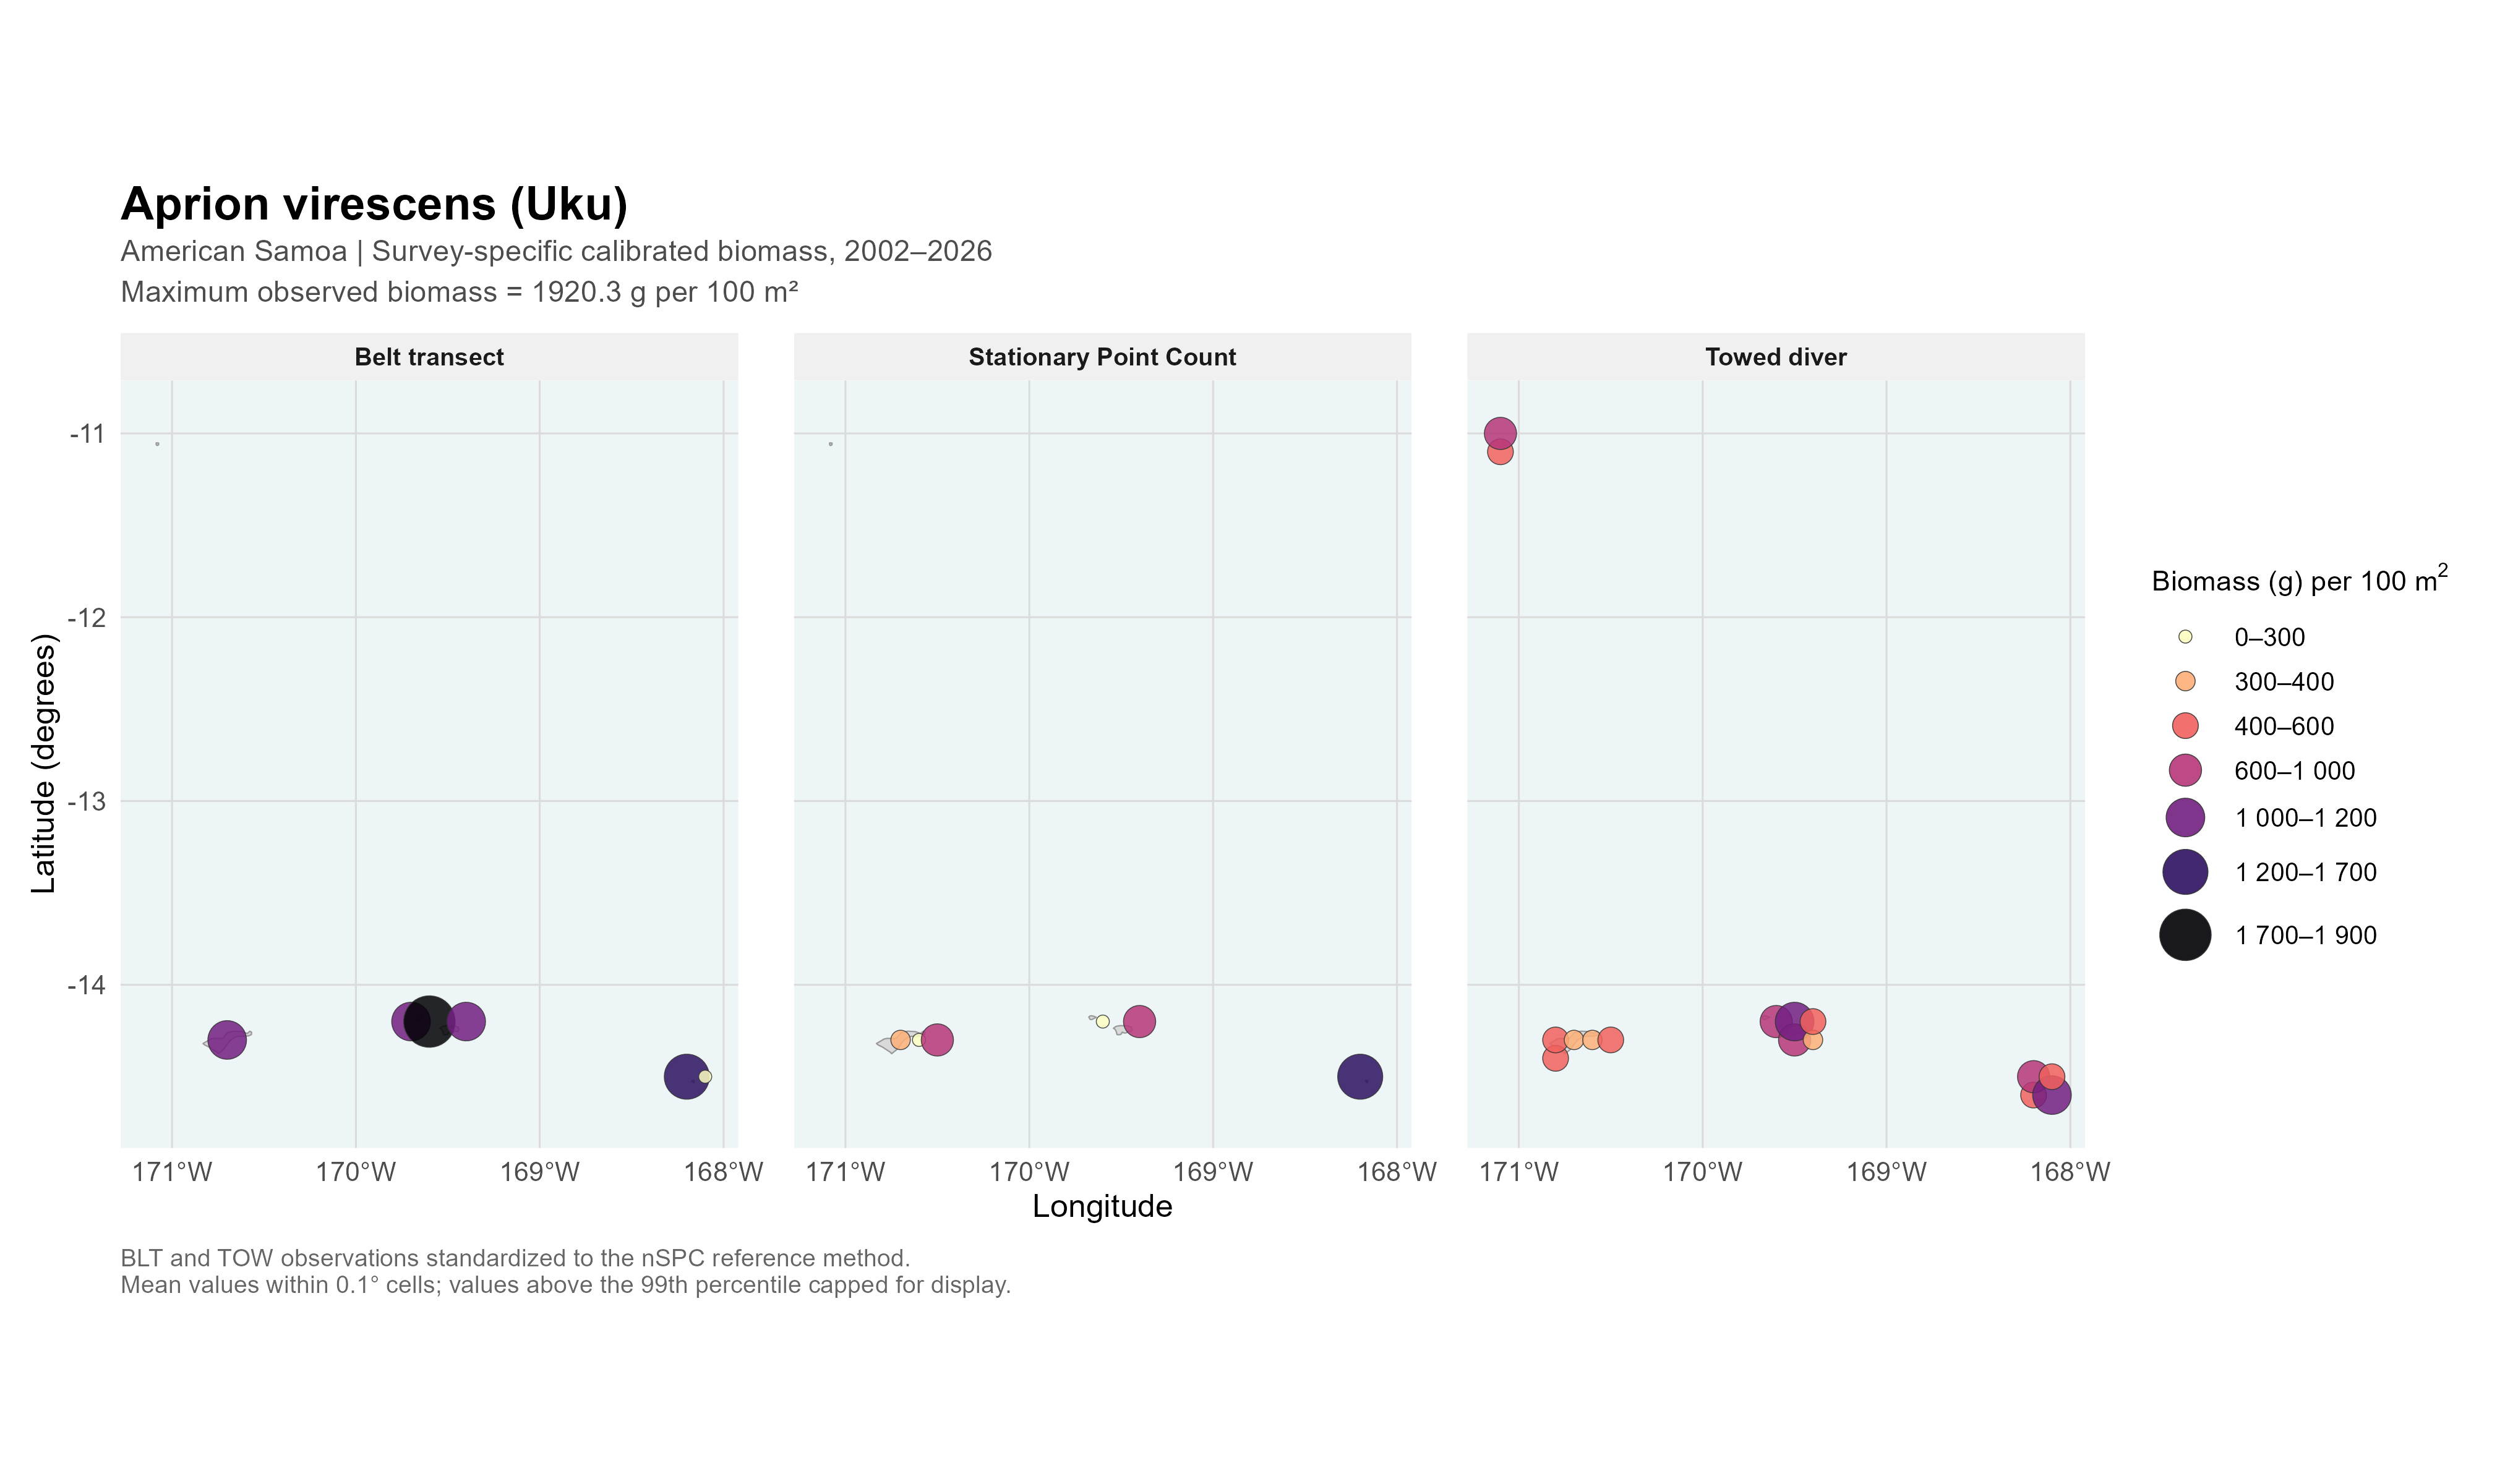 Aprion virescens (Uku)
American Samoa | Survey-specific calibrated biomass, 2002–2026
Maximum observed biomass = 1920.3 g per 100 m²
Belt transect
Stationary Point Count
Towed diver
Latitude (degrees)
-11
-12
-13
-14
171°W 170°W 169°W 168°W
171°W 170°W 169°W 168°W
171°W 170°W 169°W 168°W
Longitude
Biomass (g) per 100 m²
0–300
300–400
400–600
600–1 000
1 000–1 200
1 200–1 700
1 700–1 900
BLT and TOW observations standardized to the nSPC reference method.
Mean values within 0.1° cells; values above the 99th percentile capped for display.